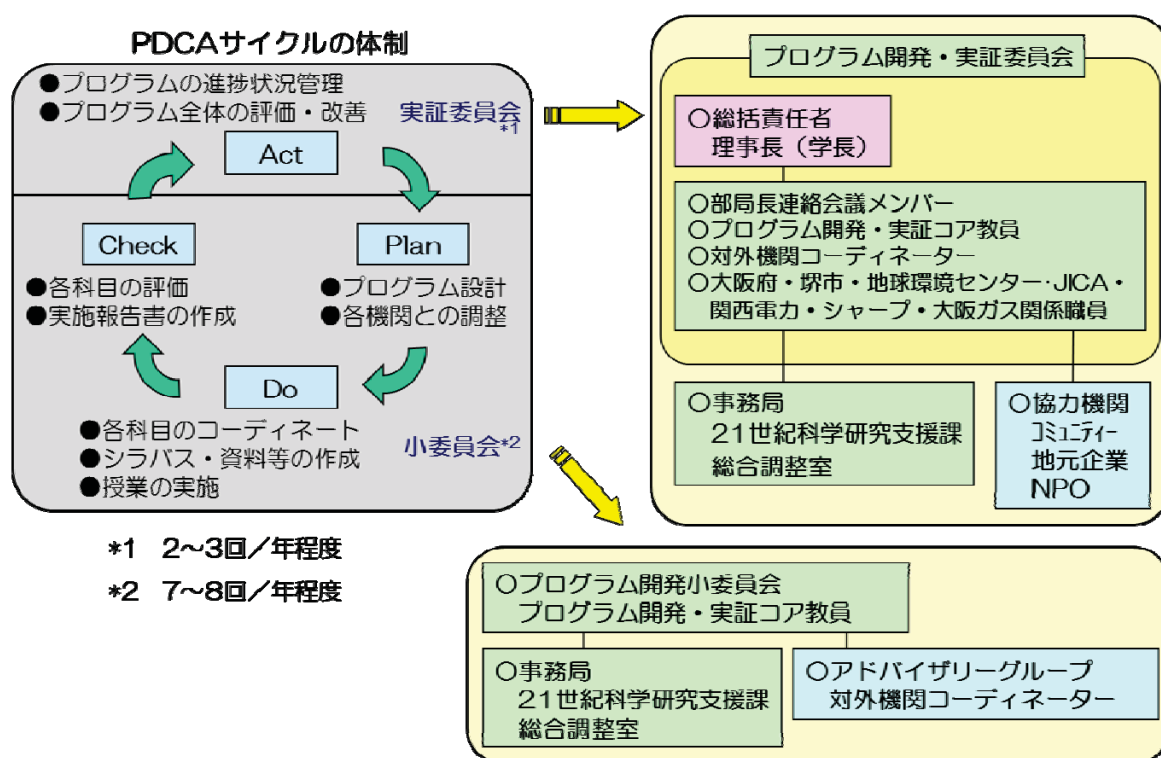 PDCAサイクルの体制
●プログラムの進捗状況管理
●プログラム全体の評価・改善
実証委員会
*1
Act
Check
Plan
●各科目の評価
●実施報告書の作成
●プログラム設計
●各機関との調整
Do
●各科目のコーディネート
●シラバス・資料等の作成
●授業の実施
小委員会*2
*1 2〜3回／年程度
*2 7〜8回／年程度
プログラム開発・実証委員会
○総括責任者
理事長（学長）
○部局長連絡会議メンバー
○プログラム開発・実証コア教員
○対外機関コーディネーター
○大阪府・堺市・地球環境センター・JICA・
関西電力・シャープ・大阪ガス関係職員
○事務局
21世紀科学研究支援課
総合調整室
○協力機関
ｺﾐｭﾆﾃｨｰ
地元企業
NPO
○プログラム開発小委員会
プログラム開発・実証コア教員
○事務局
21世紀科学研究支援課
総合調整室
○アドバイザリーグループ
対外機関コーディネーター